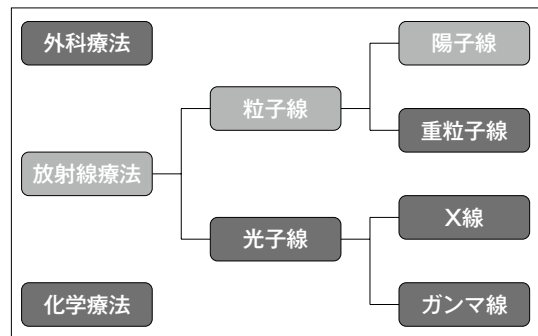 外科療法
放射線療法
化学療法
粒子線
光子線
陽子線
重粒子線
X線
ガンマ線